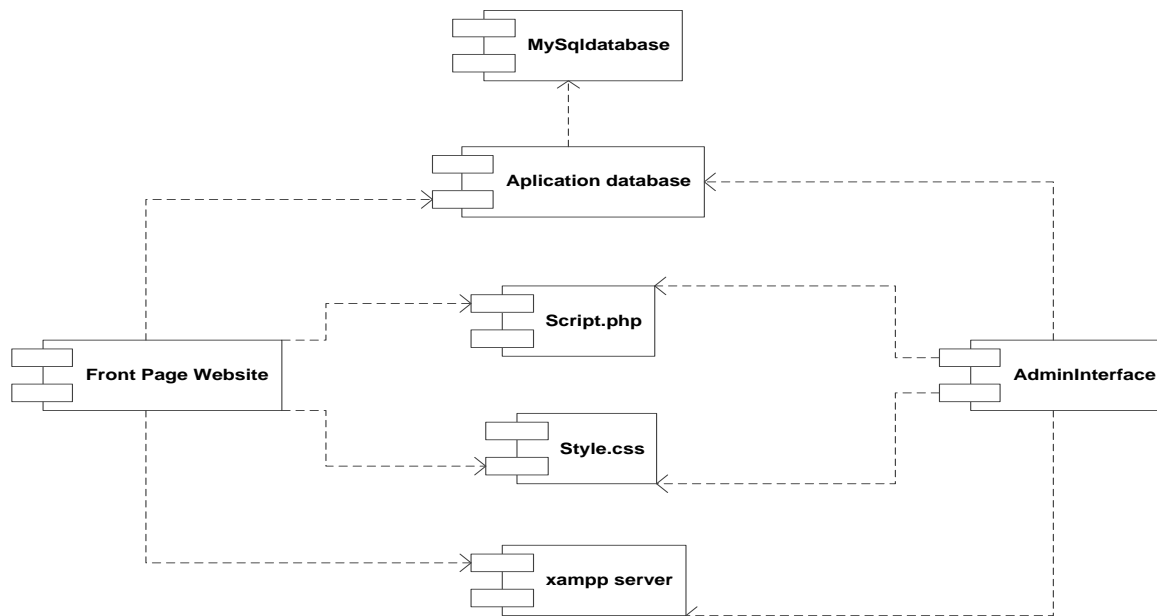 MySqldatabase
Aplication database
Script.php
Front Page Website
AdminInterface
Style.css
xampp server